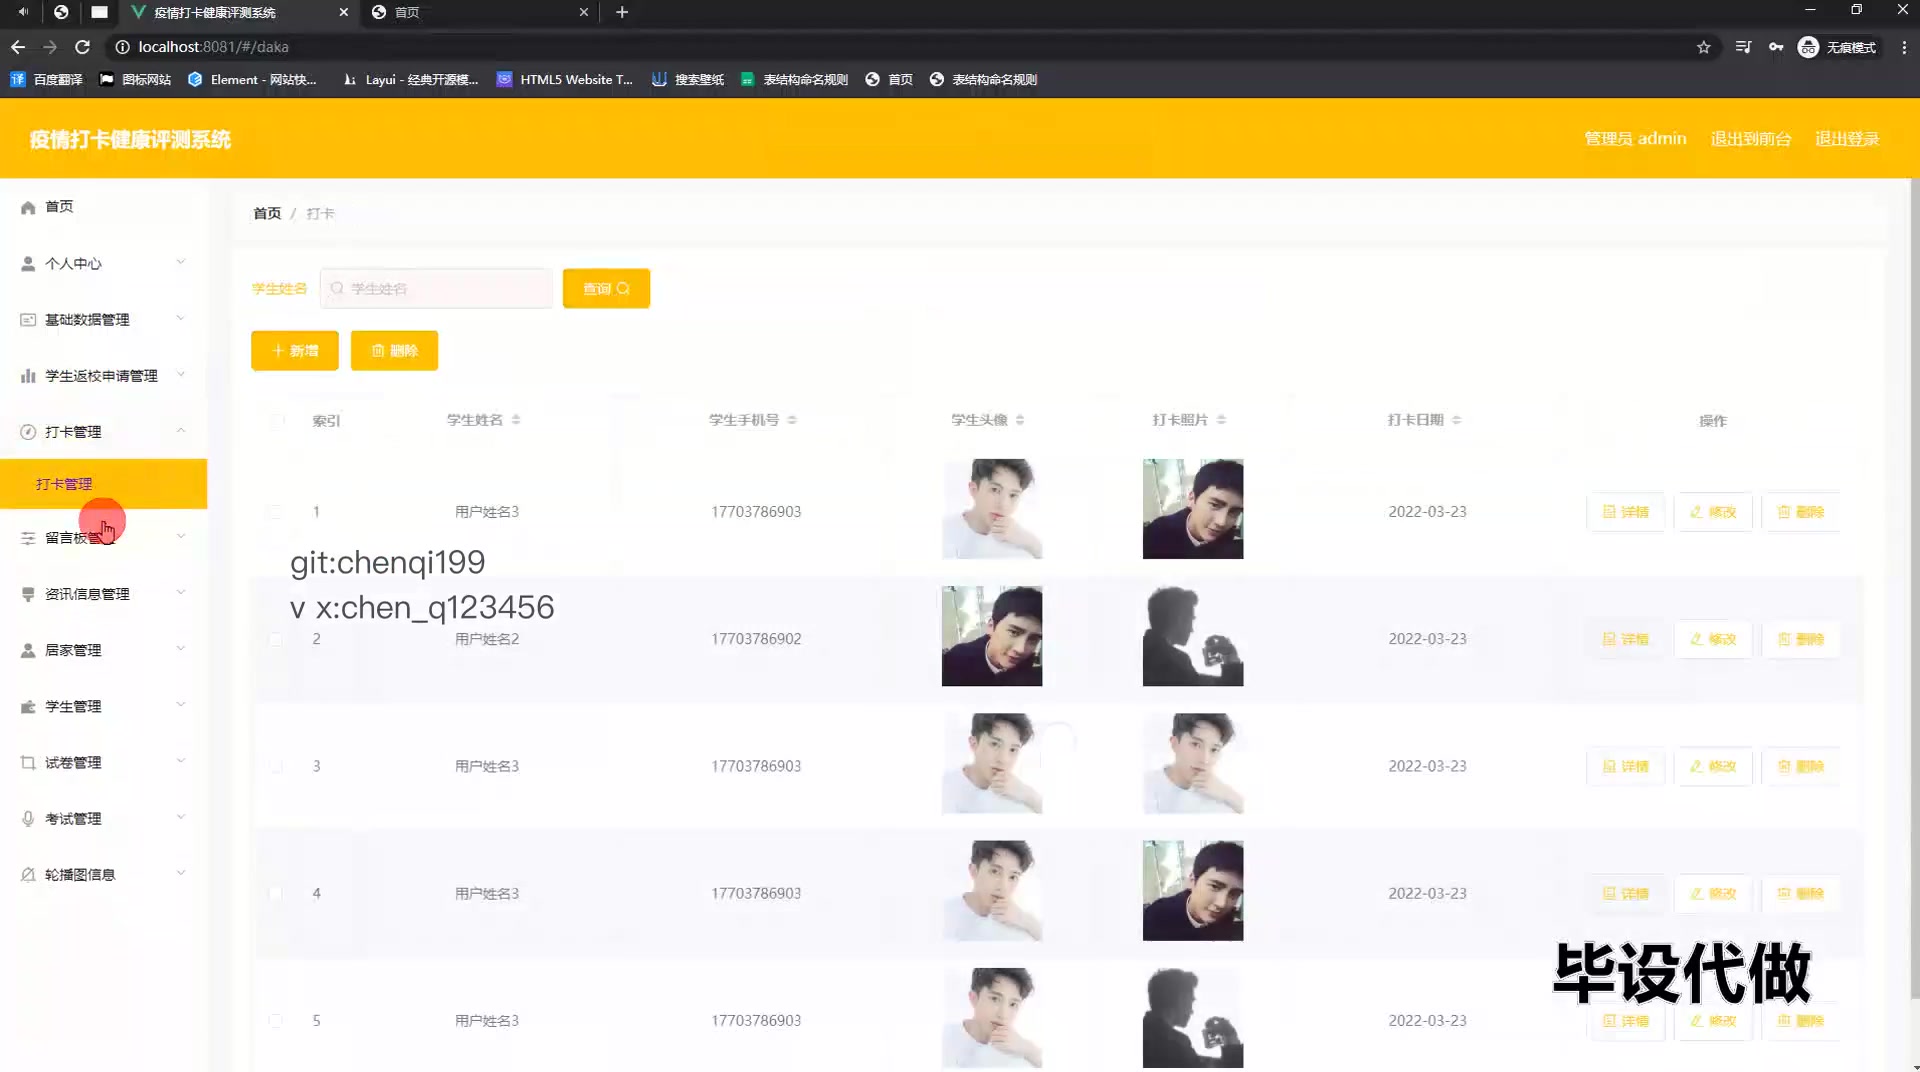 疫情打卡健康评测系统
首页
localhost:8081/#/daka
无痕模式
百度翻译
图标网站
Element - 网站快...
Layui - 经典开源模...
HTML5 Website T...
搜索壁纸
表结构命名规则
首页
表结构命名规则
疫情打卡健康评测系统
管理员 admin
退出到前台
退出登录
首页
个人中心
基础数据管理
学生返校申请管理
打卡管理
打卡管理
留言板管理
资讯信息管理
居家管理
学生管理
试卷管理
考试管理
轮播图信息
首页 / 打卡
学生姓名 学生姓名 查询
新增 删除
索引 学生姓名 学生手机号 学生头像 打卡照片 打卡日期 操作
1 用户姓名3 17703786903 2022-03-23 详情 修改 删除
git:chenqi199
v x:chen_q123456
2 用户姓名2 17703786902 2022-03-23 详情 修改 删除
3 用户姓名3 17703786903 2022-03-23 详情 修改 删除
4 用户姓名3 17703786903 2022-03-23 详情 修改 删除
毕设代做
5 用户姓名3 17703786903 2022-03-23 详情 修改 删除